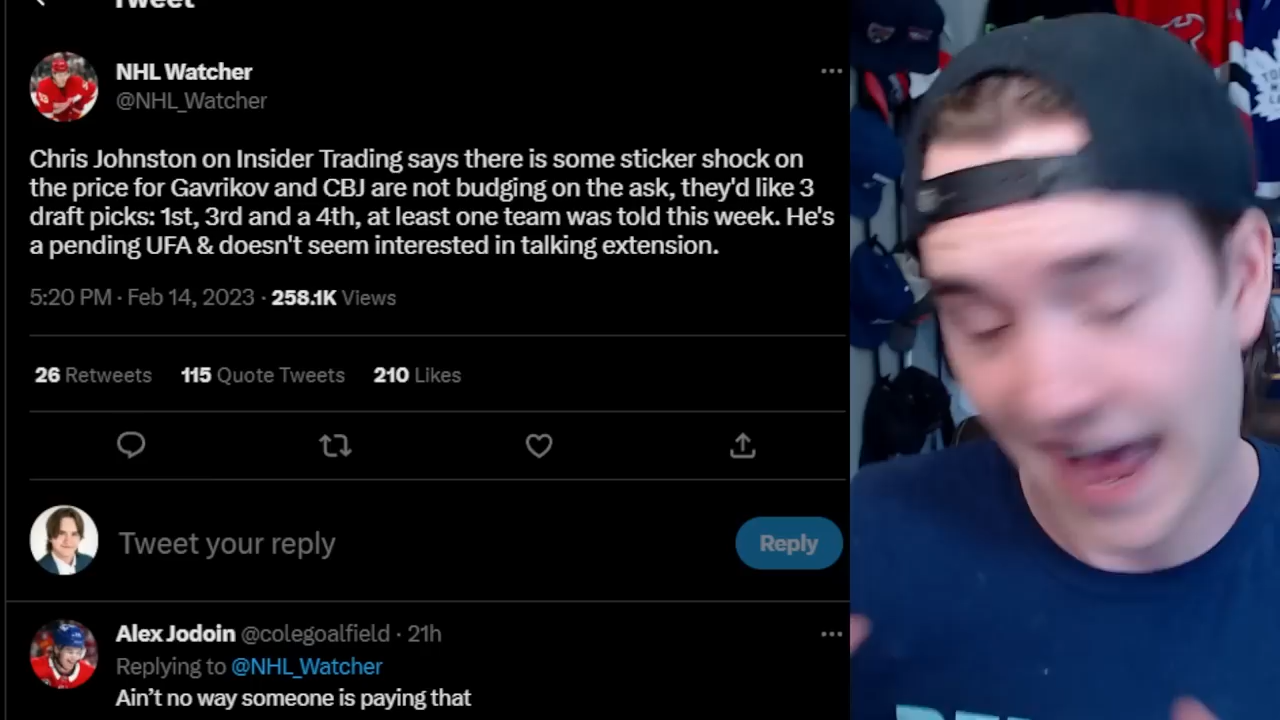 Tweet
NHL Watcher
@NHL_Watcher
Chris Johnston on Insider Trading says there is some sticker shock on
the price for Gavrikov and CBJ are not budging on the ask, they'd like 3
draft picks: 1st, 3rd and a 4th, at least one team was told this week. He's
a pending UFA & doesn't seem interested in talking extension.
5:20 PM · Feb 14, 2023 · 258.1K Views
26 Retweets 115 Quote Tweets 210 Likes
Tweet your reply
Reply
Alex Jodoin @colegoalfield · 21h
Replying to @NHL_Watcher
Ain’t no way someone is paying that